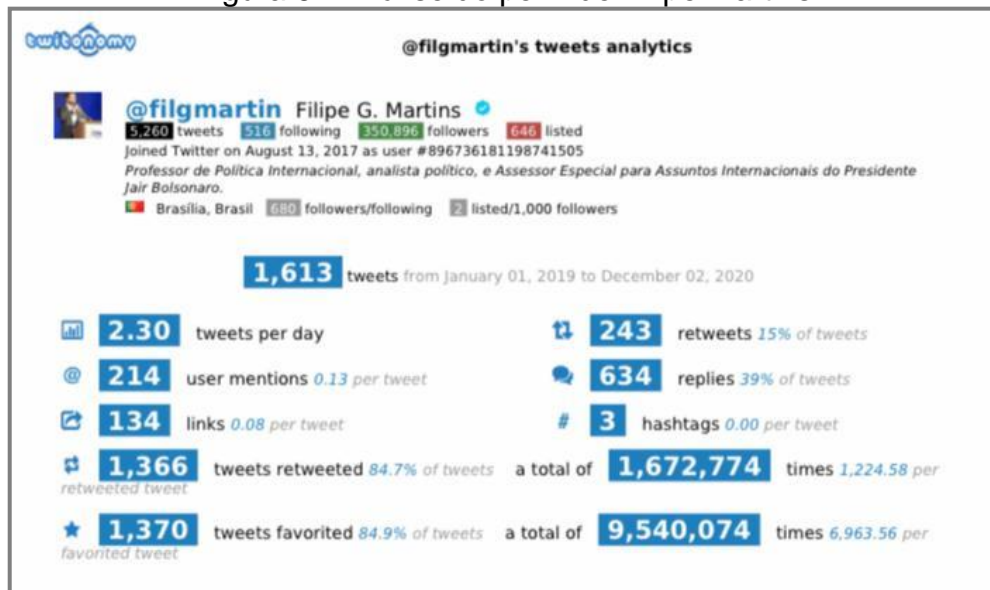 twitonomy
@filgmartin's tweets analytics
@filgmartin Filipe G. Martins
5,260 tweets 516 following 350,896 followers 646 listed
Joined Twitter on August 13, 2017 as user #896736181198741505
Professor de Política Internacional, analista político, e Assessor Especial para Assuntos Internacionais do Presidente
Jair Bolsonaro.
Brasília, Brasil 680 followers/following 2 listed/1,000 followers
1,613 tweets from January 01, 2019 to December 02, 2020
2.30 tweets per day 243 retweets 15% of tweets
@ 214 user mentions 0.13 per tweet 634 replies 39% of tweets
134 links 0.08 per tweet # 3 hashtags 0.00 per tweet
1,366 tweets retweeted 84.7% of tweets a total of 1,672,774 times 1,224.58 per
retweeted tweet
1,370 tweets favorited 84.9% of tweets a total of 9,540,074 times 6,963.56 per
favorited tweet